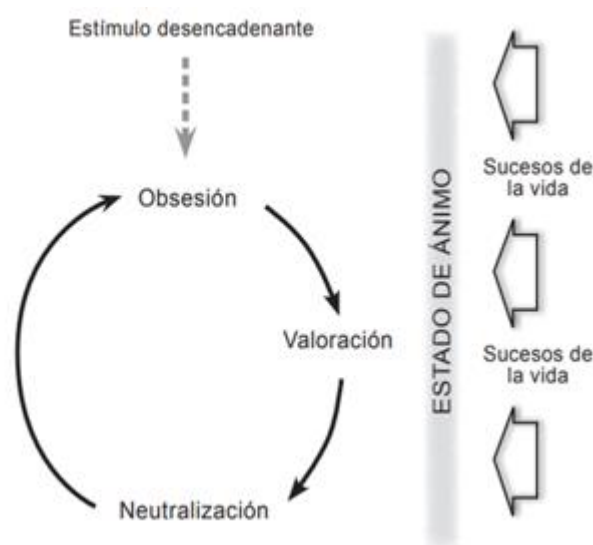 Estímulo desencadenante
Obsesión
Valoración
Neutralización
ESTADO DE ÁNIMO
Sucesos de
la vida
Sucesos de
la vida